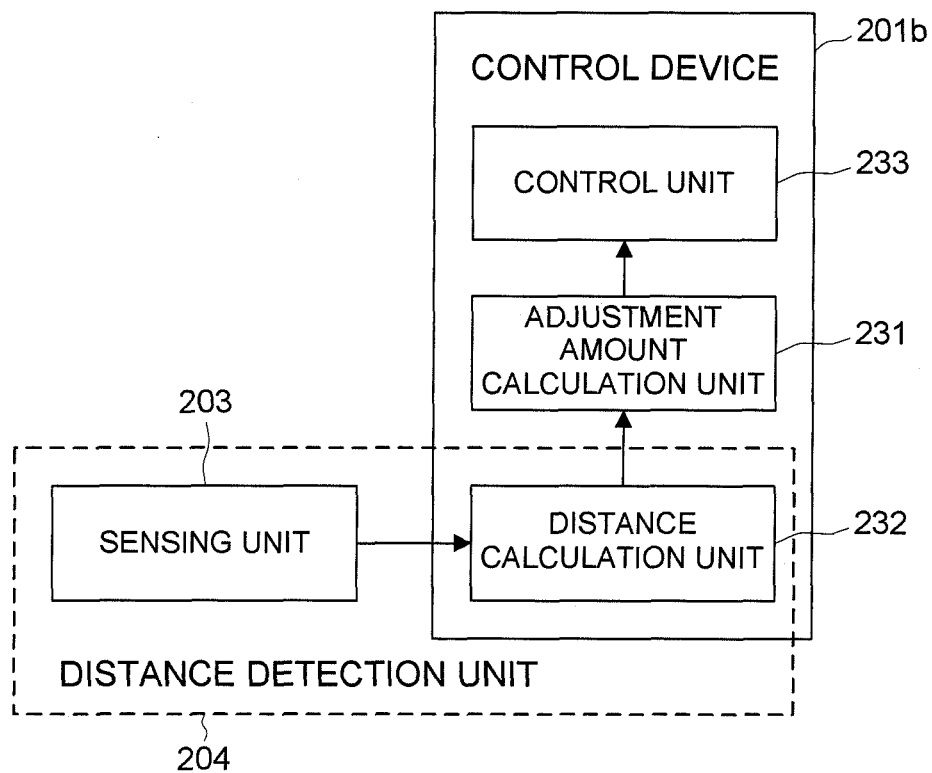 201b
CONTROL DEVICE
CONTROL UNIT
233
ADJUSTMENT
AMOUNT
CALCULATION UNIT
231
203
SENSING UNIT
DISTANCE
CALCULATION UNIT
232
DISTANCE DETECTION UNIT
204